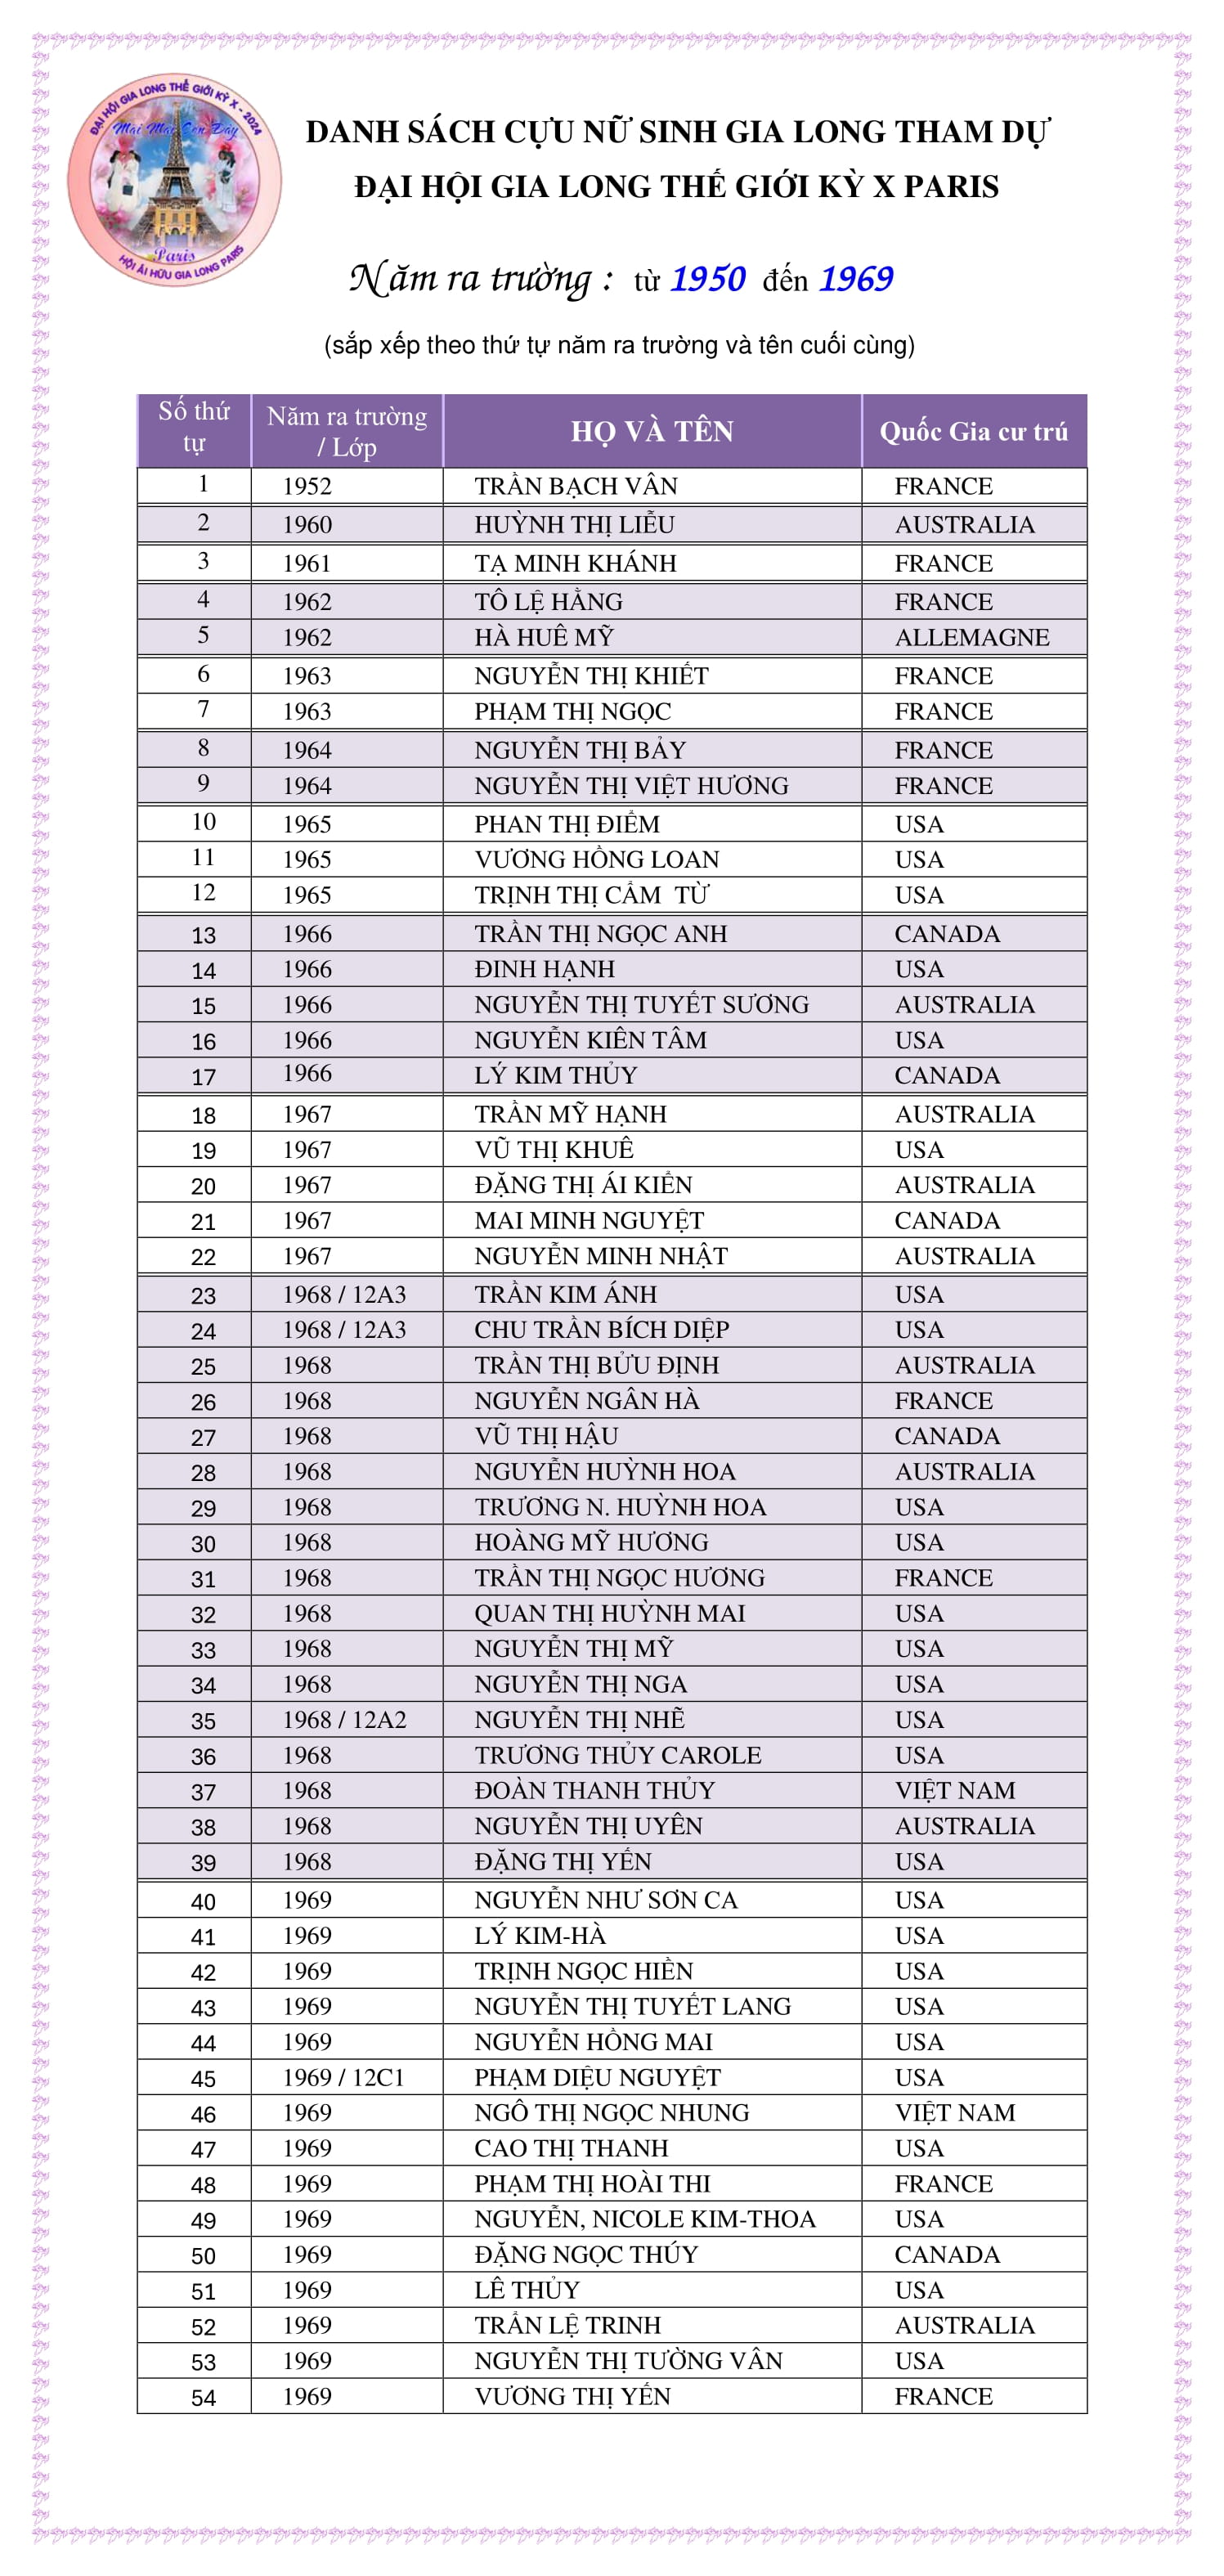 ĐẠI HỘI GIA LONG THẾ GIỚI KỲ X - 2024
Mãi Mãi Còn Đây
Paris
HỘI ÁI HỮU GIA LONG PARIS
DANH SÁCH CỰU NỮ SINH GIA LONG THAM DỰ
ĐẠI HỘI GIA LONG THẾ GIỚI KỲ X PARIS
Năm ra trường : từ 1950 đến 1969
(sắp xếp theo thứ tự năm ra trường và tên cuối cùng)
Số thứ tự | Năm ra trường / Lớp | HỌ VÀ TÊN | Quốc Gia cư trú
1 1952 TRẦN BẠCH VÂN FRANCE
2 1960 HUỲNH THỊ LIỄU AUSTRALIA
3 1961 TẠ MINH KHÁNH FRANCE
4 1962 TÔ LỆ HẰNG FRANCE
5 1962 HÀ HUÊ MỸ ALLEMAGNE
6 1963 NGUYỄN THỊ KHIẾT FRANCE
7 1963 PHẠM THỊ NGỌC FRANCE
8 1964 NGUYỄN THỊ BẢY FRANCE
9 1964 NGUYỄN THỊ VIỆT HƯƠNG FRANCE
10 1965 PHAN THỊ ĐIỂM USA
11 1965 VƯƠNG HỒNG LOAN USA
12 1965 TRỊNH THỊ CẨM TỪ USA
13 1966 TRẦN THỊ NGỌC ANH CANADA
14 1966 ĐINH HẠNH USA
15 1966 NGUYỄN THỊ TUYẾT SƯƠNG AUSTRALIA
16 1966 NGUYỄN KIÊN TÂM USA
17 1966 LÝ KIM THỦY CANADA
18 1967 TRẦN MỸ HẠNH AUSTRALIA
19 1967 VŨ THỊ KHUÊ USA
20 1967 ĐẶNG THỊ ÁI KIỂN AUSTRALIA
21 1967 MAI MINH NGUYỆT CANADA
22 1967 NGUYỄN MINH NHẬT AUSTRALIA
23 1968 / 12A3 TRẦN KIM ÁNH USA
24 1968 / 12A3 CHU TRẦN BÍCH DIỆP USA
25 1968 TRẦN THỊ BỬU ĐỊNH AUSTRALIA
26 1968 NGUYỄN NGÂN HÀ FRANCE
27 1968 VŨ THỊ HẬU CANADA
28 1968 NGUYỄN HUỲNH HOA AUSTRALIA
29 1968 TRƯƠNG N. HUỲNH HOA USA
30 1968 HOÀNG MỸ HƯƠNG USA
31 1968 TRẦN THỊ NGỌC HƯƠNG FRANCE
32 1968 QUAN THỊ HUỲNH MAI USA
33 1968 NGUYỄN THỊ MỸ USA
34 1968 NGUYỄN THỊ NGA USA
35 1968 / 12A2 NGUYỄN THỊ NHẼ USA
36 1968 TRƯƠNG THỦY CAROLE USA
37 1968 ĐOÀN THANH THỦY VIỆT NAM
38 1968 NGUYỄN THỊ UYÊN AUSTRALIA
39 1968 ĐẶNG THỊ YẾN USA
40 1969 NGUYỄN NHƯ SƠN CA USA
41 1969 LÝ KIM-HÀ USA
42 1969 TRỊNH NGỌC HIỀN USA
43 1969 NGUYỄN THỊ TUYẾT LANG USA
44 1969 NGUYỄN HỒNG MAI USA
45 1969 / 12C1 PHẠM DIỆU NGUYỆT USA
46 1969 NGÔ THỊ NGỌC NHUNG VIỆT NAM
47 1969 CAO THỊ THANH USA
48 1969 PHẠM THỊ HOÀI THI FRANCE
49 1969 NGUYỄN, NICOLE KIM-THOA USA
50 1969 ĐẶNG NGỌC THÚY CANADA
51 1969 LÊ THỦY USA
52 1969 TRẦN LỆ TRINH AUSTRALIA
53 1969 NGUYỄN THỊ TƯỜNG VÂN USA
54 1969 VƯƠNG THỊ YẾN FRANCE